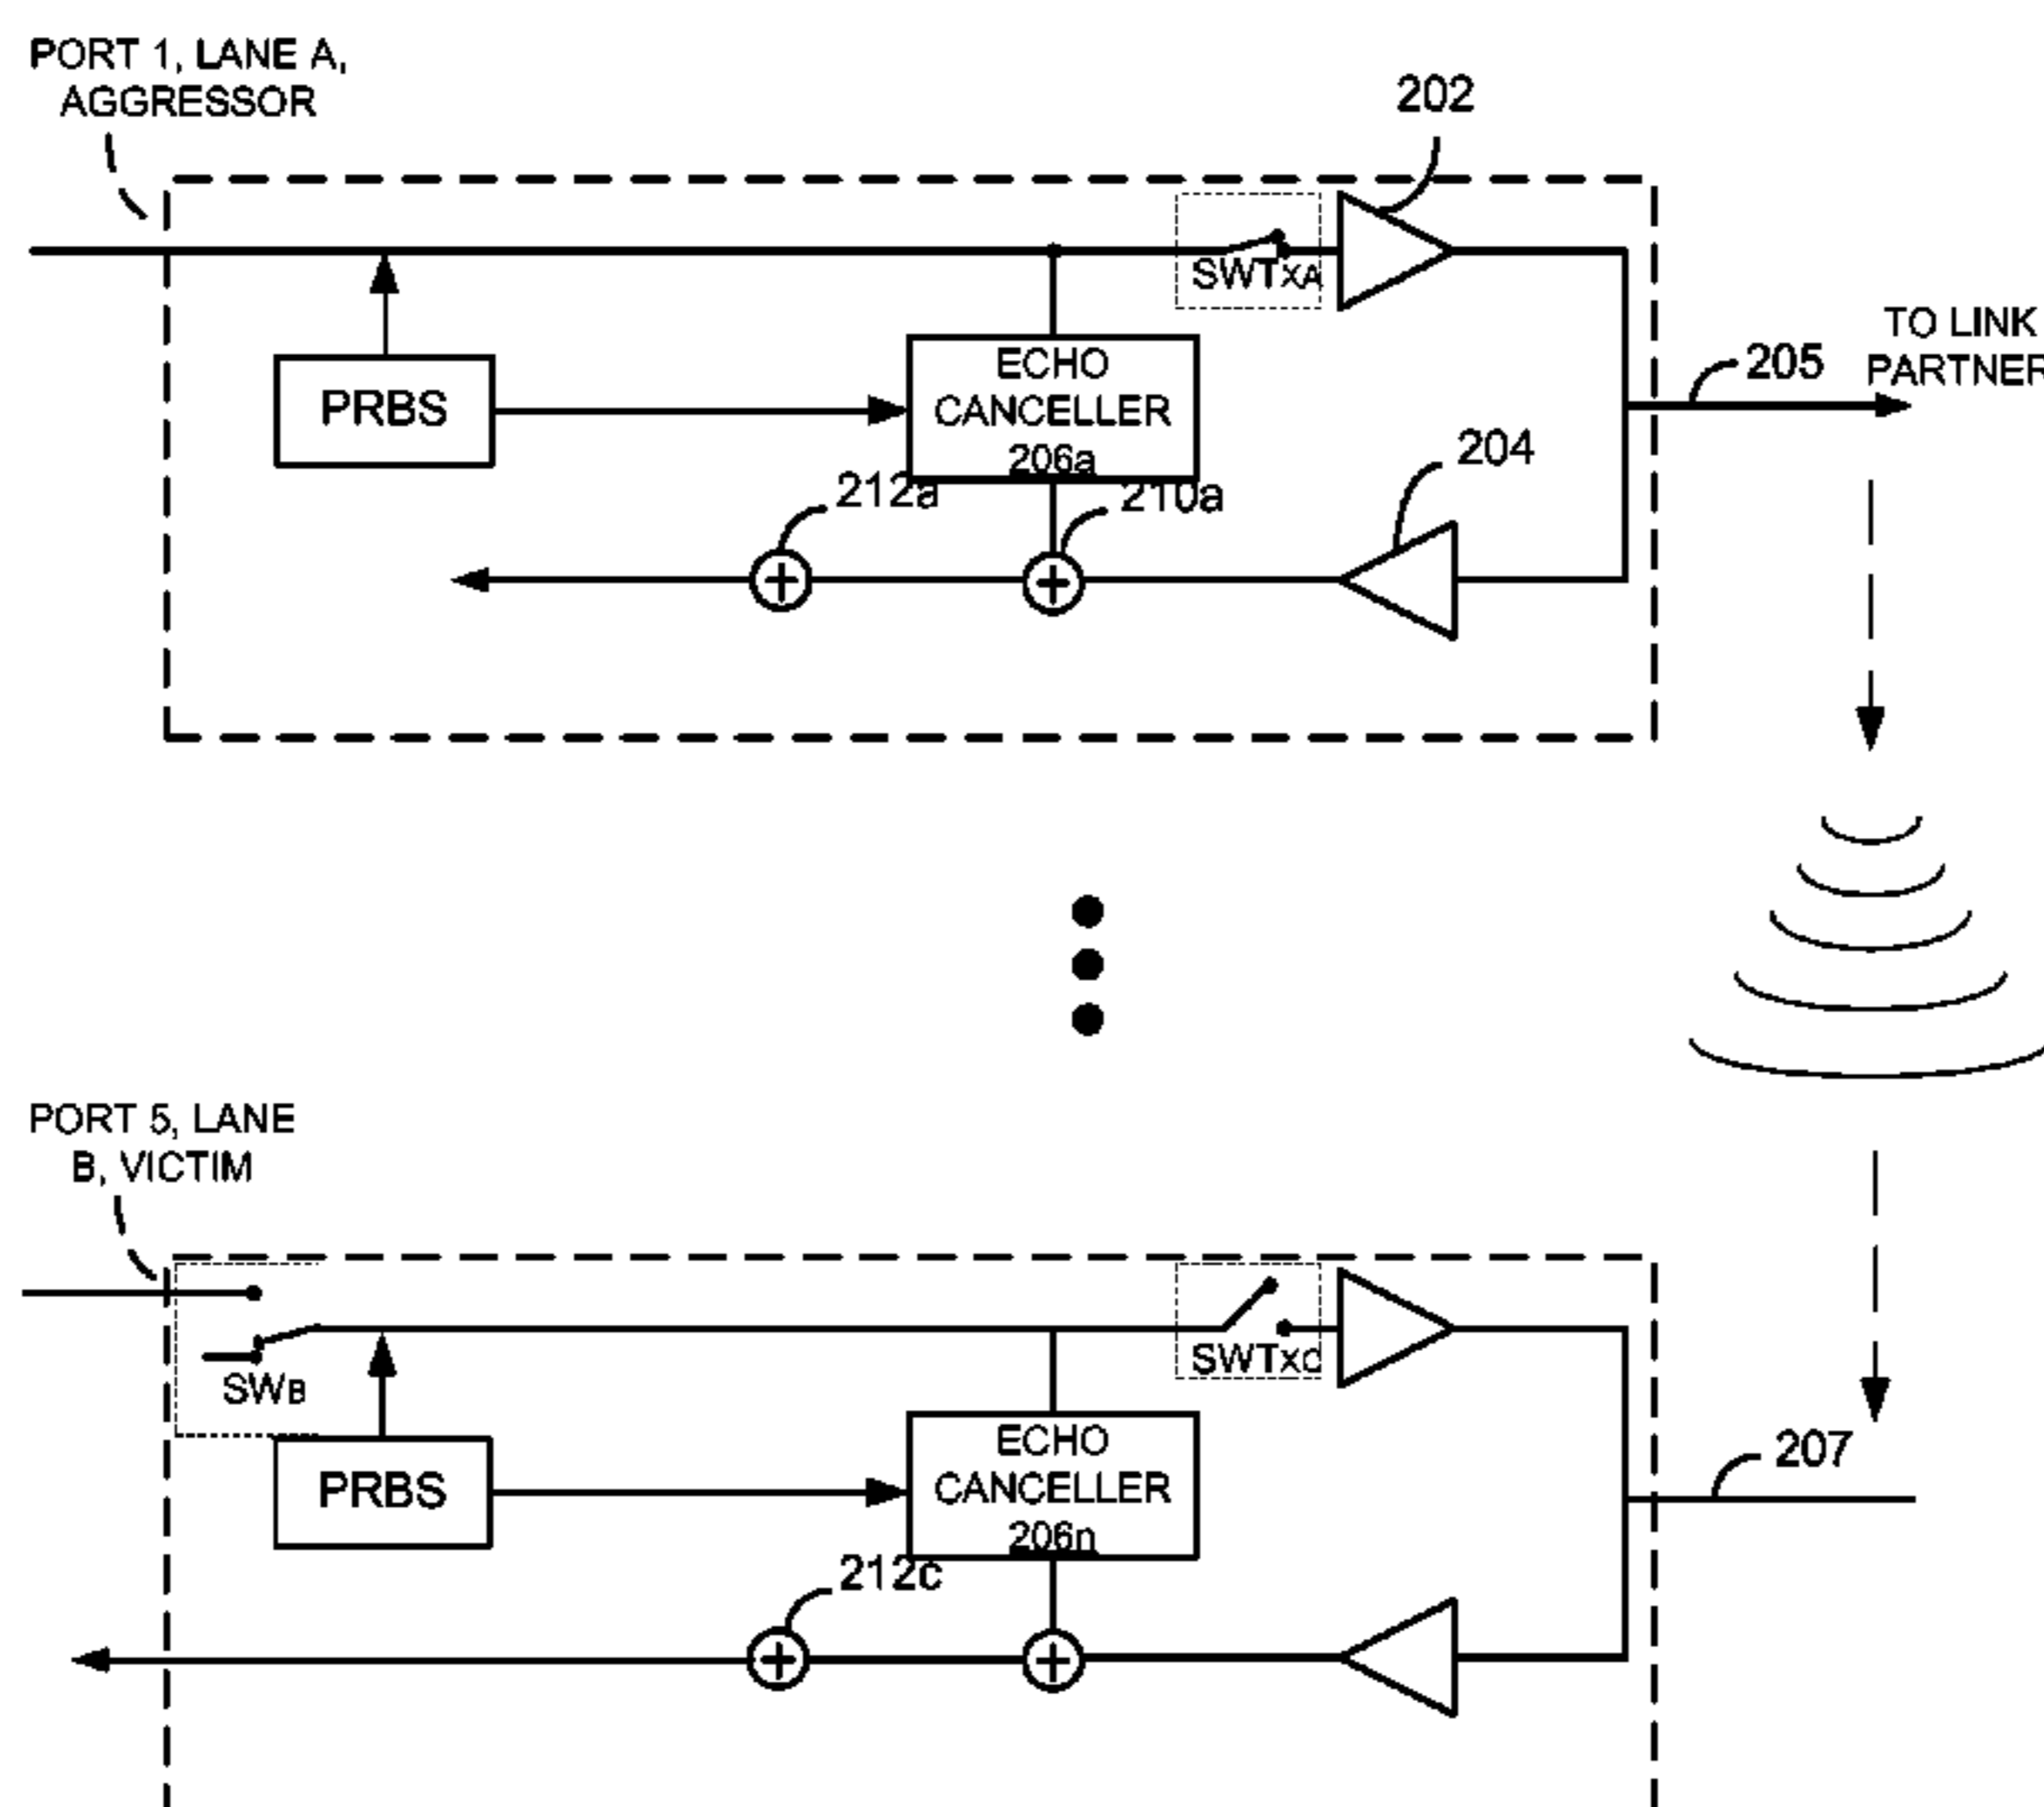 PORT 1, LANE A,
AGGRESSOR
202
SWTXA
TO LINK
PARTNER
205
PRBS
ECHO
CANCELLER
206a
204
212a
210a
PORT 5, LANE
B, VICTIM
SWB
SWTXC
207
PRBS
ECHO
CANCELLER
206n
212c